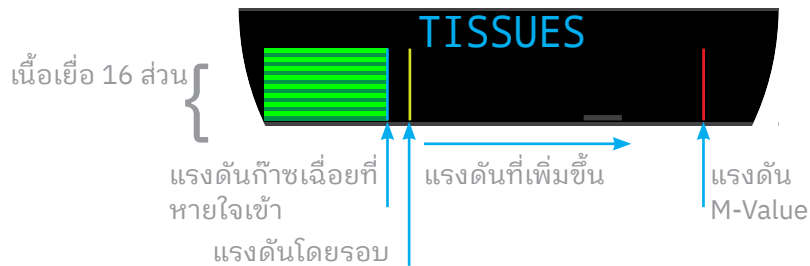 TISSUES
เนื้อเยื่อ 16 ส่วน
แรงดันก๊าซเฉื่อยที่
หายใจเข้า
แรงดันที่เพิ่มขึ้น
แรงดัน
M-Value
แรงดันโดยรอบ